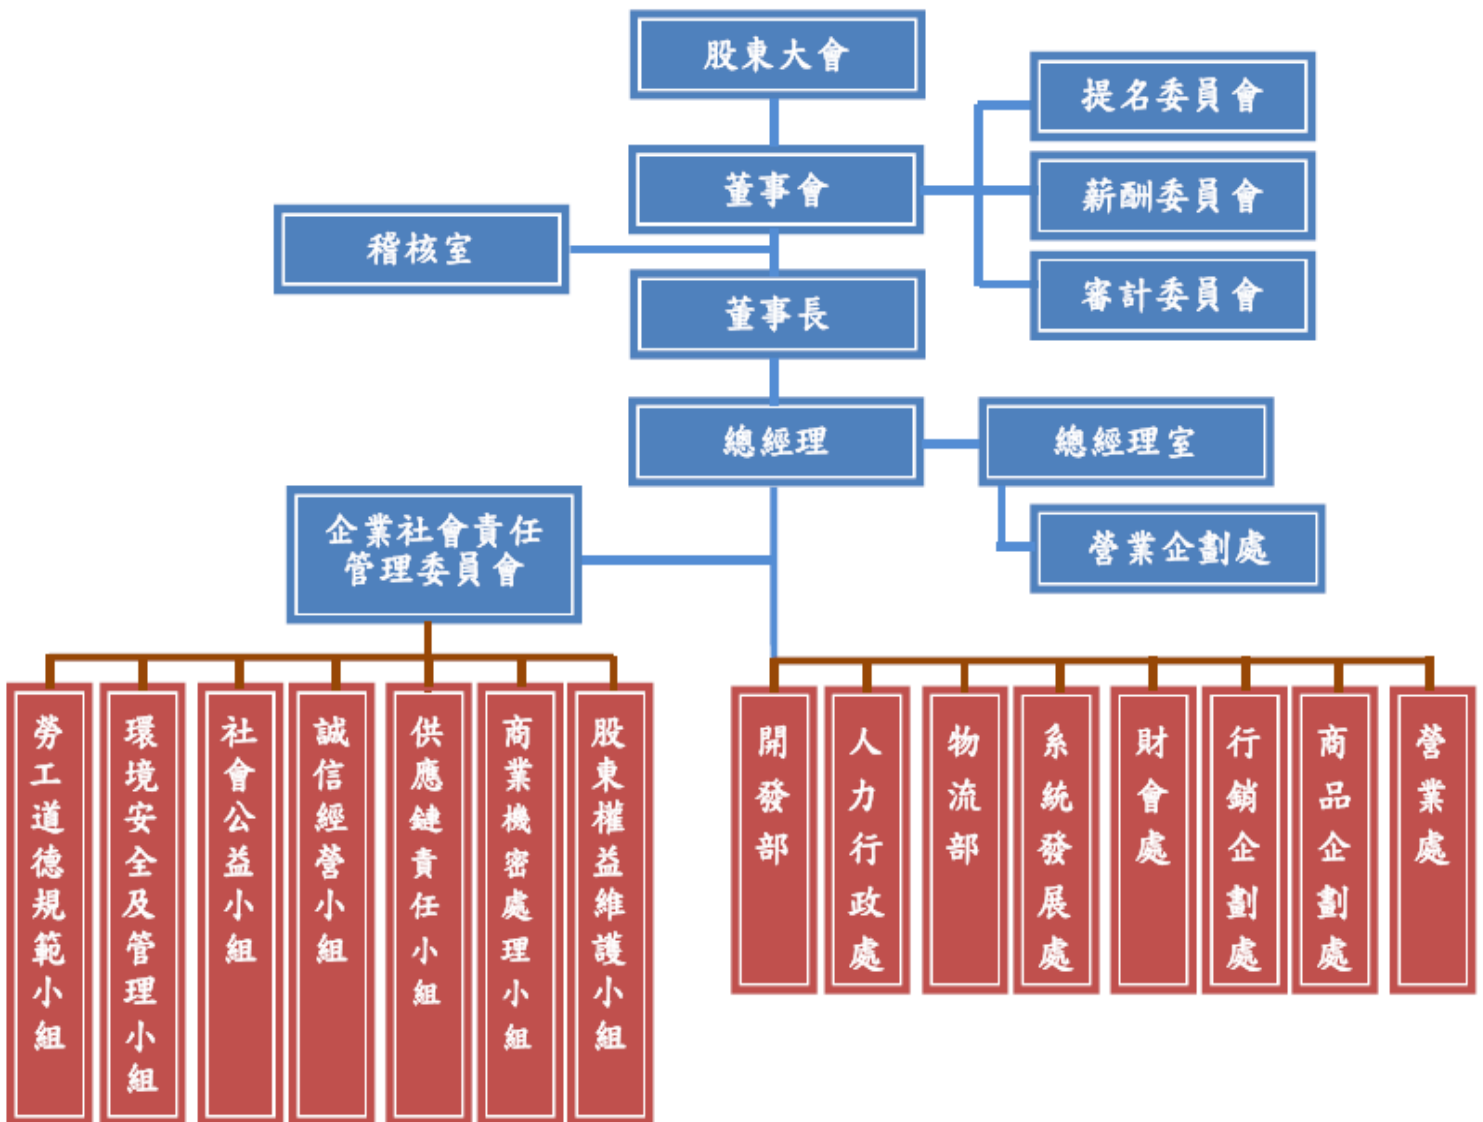 股東大會
提名委員會
董事會
薪酬委員會
稽核室
審計委員會
董事長
總經理
總經理室
企業社會責任
管理委員會
營業企劃處
勞工道德規範小組
環境安全及管理小組
社會公益小組
誠信經營小組
供應鏈責任小組
商業機密處理小組
股東權益維護小組
開發部
人力行政處
物流部
系統發展處
財會處
行銷企劃處
商品企劃處
營業處